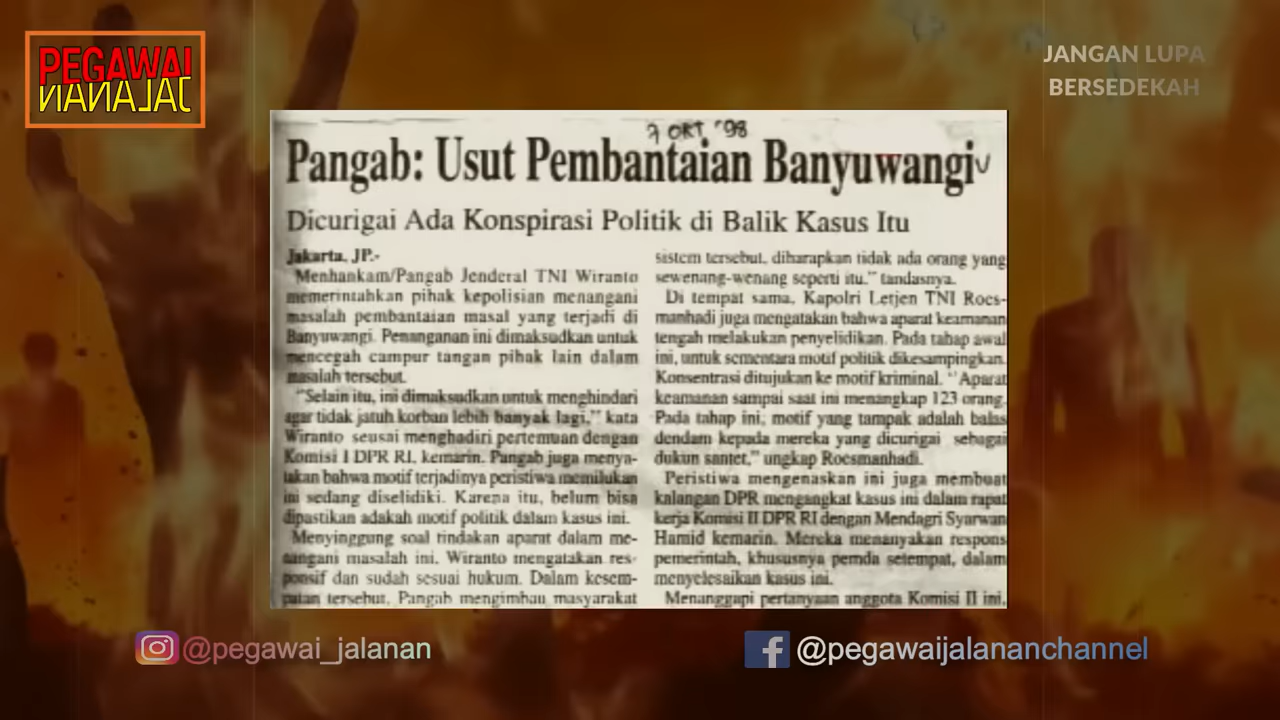 PEGAWAI
JALANAN
JANGAN LUPA
BERSEDEKAH
7 OKT '98
Pangab: Usut Pembantaian Banyuwangi
Dicurigai Ada Konspirasi Politik di Balik Kasus Itu
Jakarta, JP.-
Menhankam/Pangab Jenderal TNI Wiranto
memerintahkan pihak kepolisian menangani
masalah pembantaian masal yang terjadi di
Banyuwangi. Penanganan ini dimaksudkan untuk
mencegah campur tangan pihak lain dalam
masalah tersebut.
"Selain itu, ini dimaksudkan untuk menghindari
agar tidak jatuh korban lebih banyak lagi," kata
Wiranto seusai menghadiri pertemuan dengan
Komisi I DPR RI, kemarin. Pangab juga menya-
takan bahwa motif terjadinya peristiwa memilukan
ini sedang diselidiki. Karena itu, belum bisa
dipastikan adakah motif politik dalam kasus ini.
Menyinggung soal tindakan aparat dalam me-
nangani masalah ini, Wiranto mengatakan res-
ponsif dan sudah sesuai hukum. Dalam kesem-
patan tersebut, Pangab mengimbau masyarakat
sistem tersebut, diharapkan tidak ada orang yang
sewenang-wenang seperti itu." tandasnya.
Di tempat sama, Kapolri Letjen TNI Roes-
manhadi juga mengatakan bahwa aparat keamanan
tengah melakukan penyelidikan. Pada tahap awal
ini, untuk sementara motif politik dikesampingkan.
Konsentrasi ditujukan ke motif kriminal. "Aparat
keamanan sampai saat ini menangkap 123 orang.
Pada tahap ini, motif yang tampak adalah balas
dendam kepada mereka yang dicurigai sebagai
dukun santet," ungkap Roesmanhadi.
Peristiwa mengenaskan ini juga membuat
kalangan DPR mengangkat kasus ini dalam rapat
kerja Komisi II DPR RI dengan Mendagri Syarwan
Hamid kemarin. Mereka menanyakan respons
pemerintah, khususnya pemda setempat, dalam
menyelesaikan kasus ini.
Menanggapi pertanyaan anggota Komisi II ini,
@pegawai_jalanan
@pegawaijalananchannel